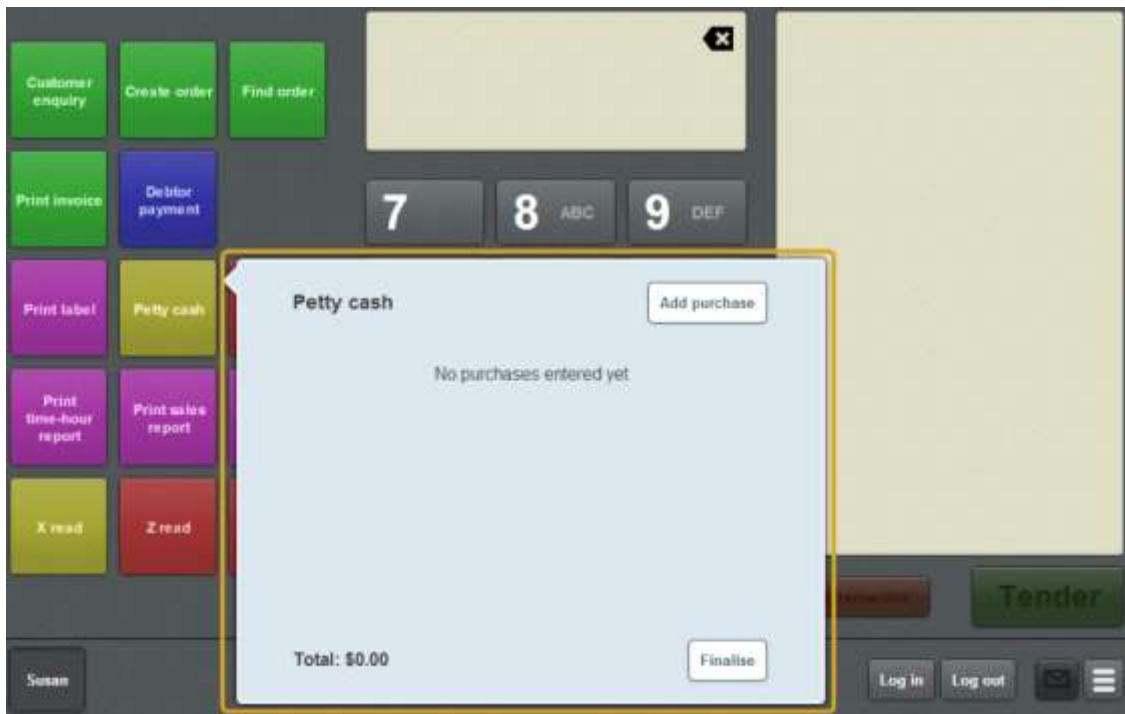 Customer
enquiry
Create order
Find order
Print invoice
Debtor
payment
7
8 ABC
9 DEF
Print label
Petty cash
Petty cash
Add purchase
No purchases entered yet
Print
time-hour
report
Print sales
report
X read
Z read
Tender
Total: $0.00
Finalise
Susan
Log in
Log out